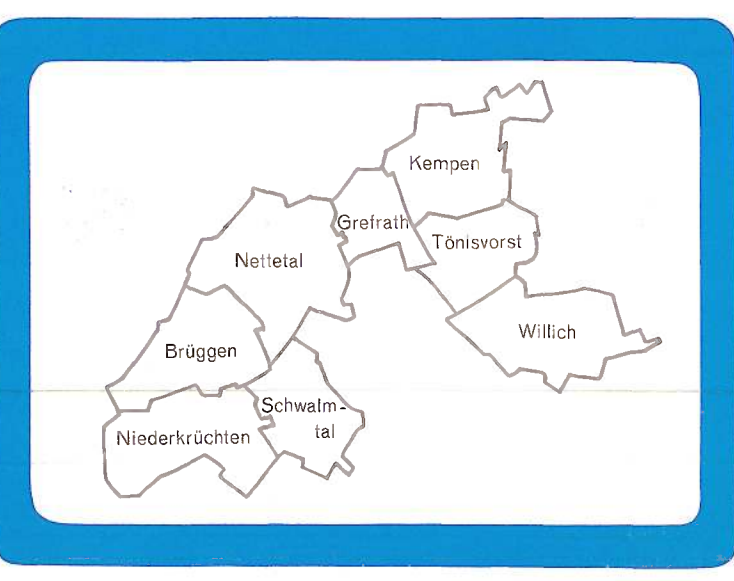 Kempen
Grefrath
Tönisvorst
Nettetal
Willich
Brüggen
Schwalm-
tal
Niederkrüchten